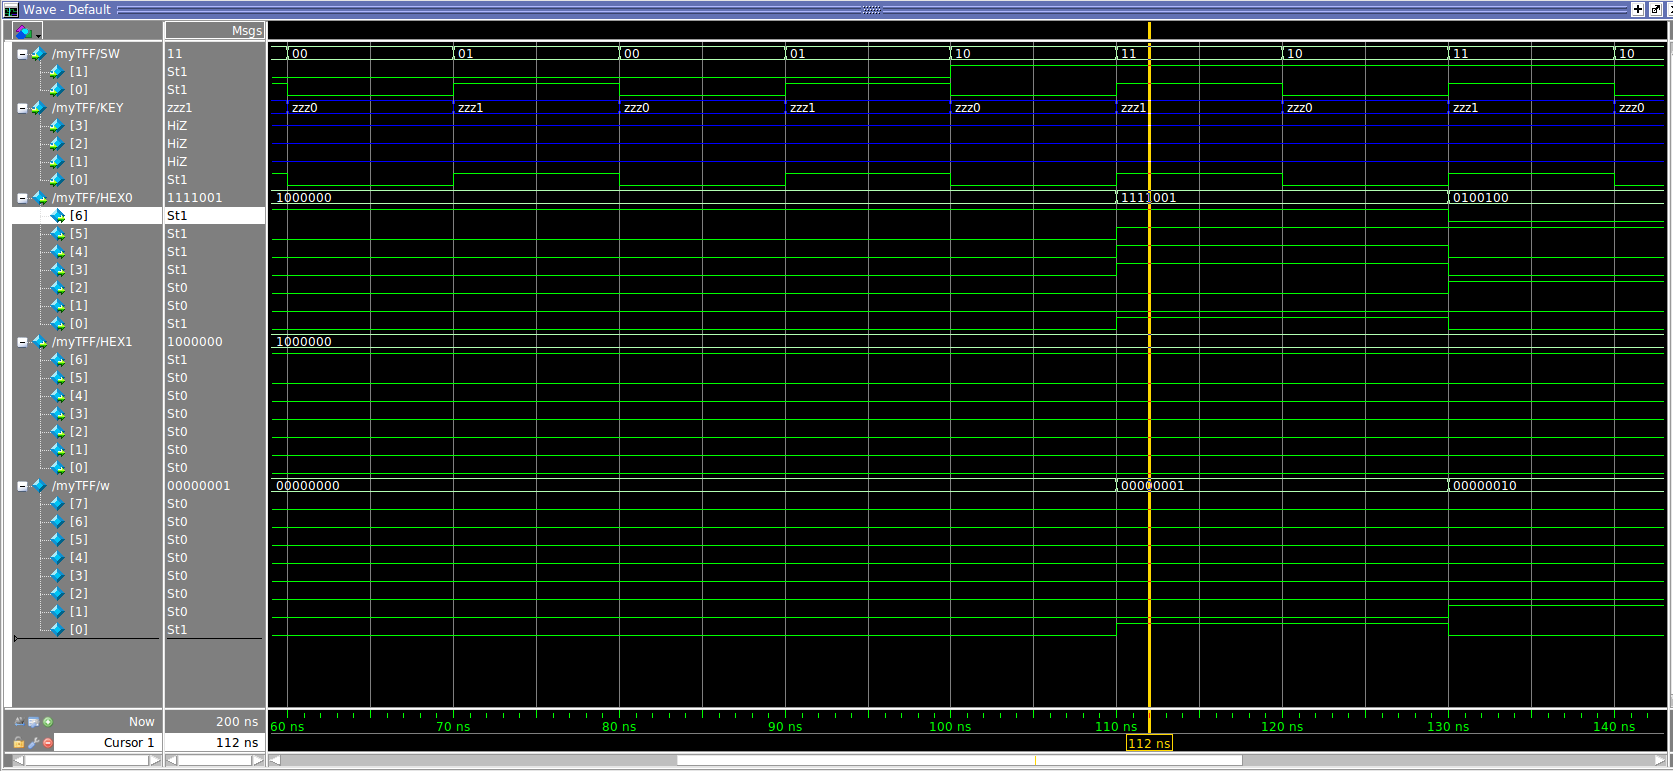 Wave - Default
Msgs
/myTFF/SW 11 00 01 00 01 10 11 10 11 10
[1] St1
[0] St1
/myTFF/KEY zzz1 zzz0 zzz1 zzz0 zzz1 zzz0 zzz1 zzz0 zzz1 zzz0
[3] HiZ
[2] HiZ
[1] HiZ
[0] St1
/myTFF/HEX0 1111001 1000000 1111001 0100100
[6] St1
[5] St1
[4] St1
[3] St1
[2] St0
[1] St0
[0] St1
/myTFF/HEX1 1000000 1000000
[6] St1
[5] St0
[4] St0
[3] St0
[2] St0
[1] St0
[0] St0
/myTFF/w 00000001 00000000 00000001 00000010
[7] St0
[6] St0
[5] St0
[4] St0
[3] St0
[2] St0
[1] St0
[0] St1
Now 200 ns 60 ns 70 ns 80 ns 90 ns 100 ns 110 ns 120 ns 130 ns 140 ns
Cursor 1 112 ns 112 ns